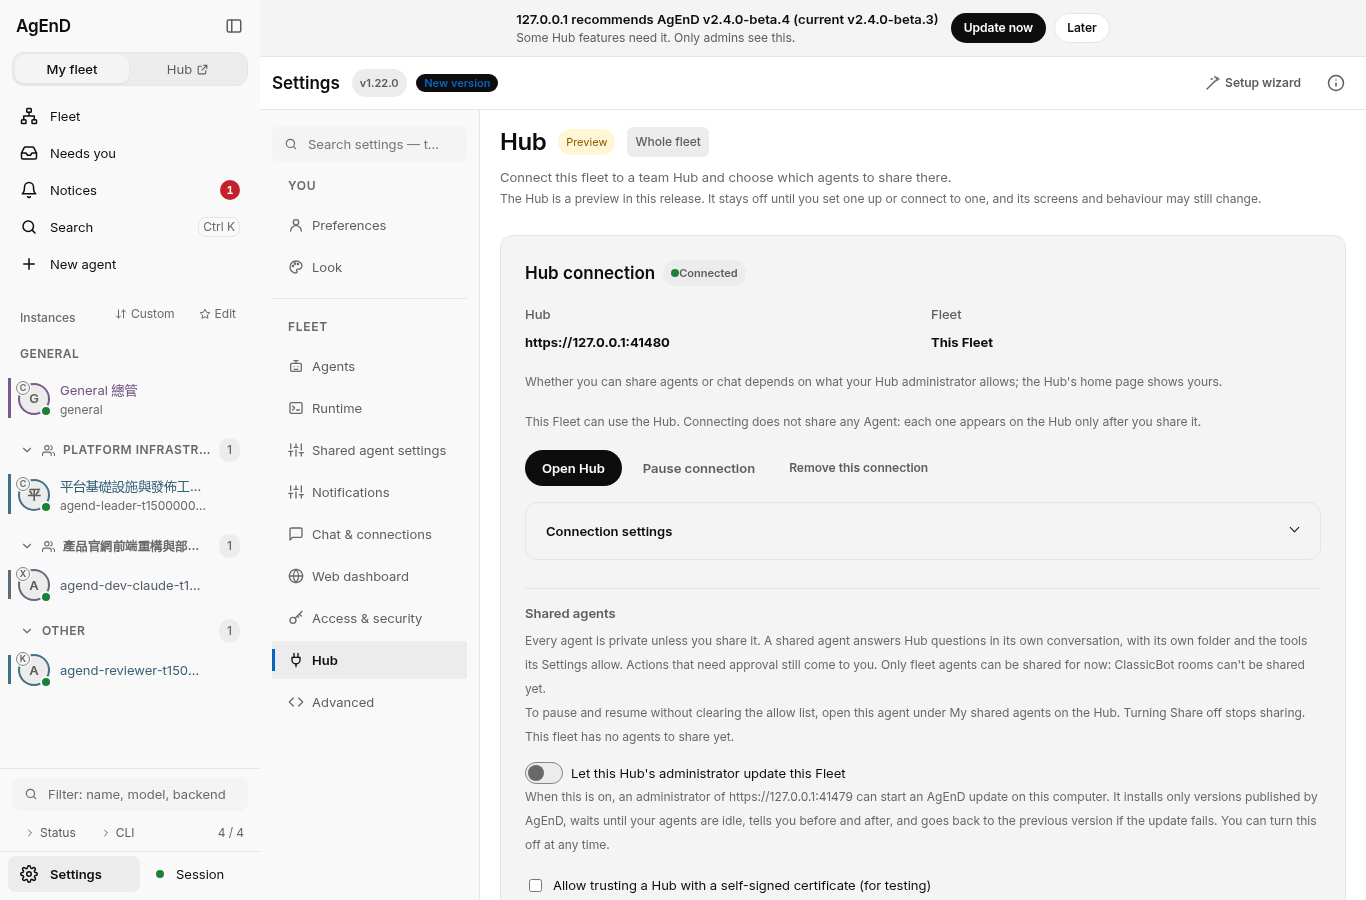 AgEnD
My fleet
Hub
Fleet
Needs you
Notices
1
Search
Ctrl K
New agent
Instances
Custom
Edit
GENERAL
C
G
General 總管
general
PLATFORM INFRASTR...
1
C
平
平台基礎設施與發佈工...
agend-leader-t1500000...
產品官網前端重構與部...
1
X
A
agend-dev-claude-t1...
OTHER
1
K
A
agend-reviewer-t150...
Filter: name, model, backend
Status
CLI
4 / 4
Settings
Session
127.0.0.1 recommends AgEnD v2.4.0-beta.4 (current v2.4.0-beta.3)
Some Hub features need it. Only admins see this.
Update now
Later
Settings
v1.22.0
New version
Setup wizard
Search settings — t...
YOU
Preferences
Look
FLEET
Agents
Runtime
Shared agent settings
Notifications
Chat & connections
Web dashboard
Access & security
Hub
Advanced
Hub
Preview
Whole fleet
Connect this fleet to a team Hub and choose which agents to share there.
The Hub is a preview in this release. It stays off until you set one up or connect to one, and its screens and behaviour may still change.
Hub connection
Connected
Hub
Fleet
https://127.0.0.1:41480
This Fleet
Whether you can share agents or chat depends on what your Hub administrator allows; the Hub's home page shows yours.
This Fleet can use the Hub. Connecting does not share any Agent: each one appears on the Hub only after you share it.
Open Hub
Pause connection
Remove this connection
Connection settings
Shared agents
Every agent is private unless you share it. A shared agent answers Hub questions in its own conversation, with its own folder and the tools
its Settings allow. Actions that need approval still come to you. Only fleet agents can be shared for now: ClassicBot rooms can't be shared
yet.
To pause and resume without clearing the allow list, open this agent under My shared agents on the Hub. Turning Share off stops sharing.
This fleet has no agents to share yet.
Let this Hub's administrator update this Fleet
When this is on, an administrator of https://127.0.0.1:41479 can start an AgEnD update on this computer. It installs only versions published by
AgEnD, waits until your agents are idle, tells you before and after, and goes back to the previous version if the update fails. You can turn this
off at any time.
Allow trusting a Hub with a self-signed certificate (for testing)